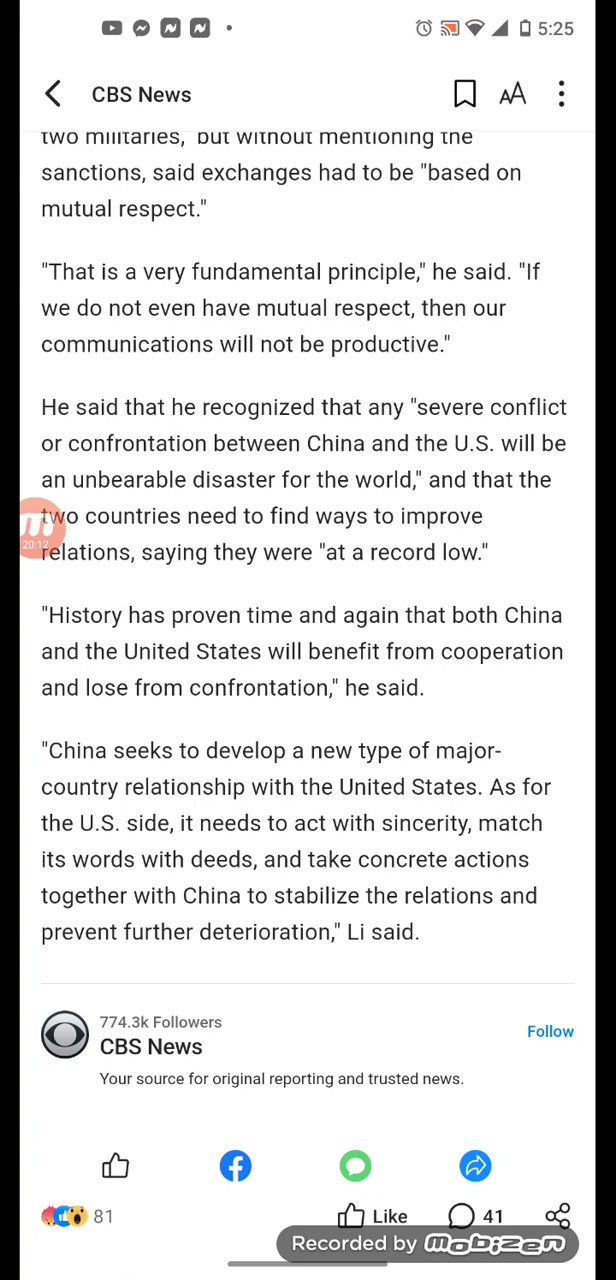 5:25
CBS News
AA
two militaries," but without mentioning the
sanctions, said exchanges had to be "based on
mutual respect."
"That is a very fundamental principle," he said. "If
we do not even have mutual respect, then our
communications will not be productive."
He said that he recognized that any "severe conflict
or confrontation between China and the U.S. will be
an unbearable disaster for the world," and that the
two countries need to find ways to improve
20:12
relations, saying they were "at a record low."
"History has proven time and again that both China
and the United States will benefit from cooperation
and lose from confrontation," he said.
"China seeks to develop a new type of major-
country relationship with the United States. As for
the U.S. side, it needs to act with sincerity, match
its words with deeds, and take concrete actions
together with China to stabilize the relations and
prevent further deterioration," Li said.
774.3k Followers
CBS News
Follow
Your source for original reporting and trusted news.
81
Like
41
Recorded by mobizen